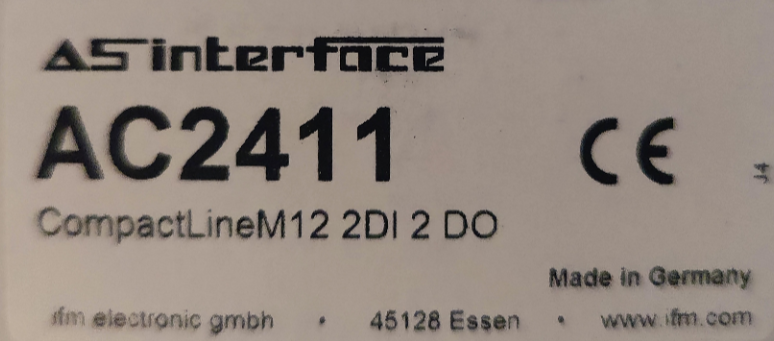 AS interface
AC2411
CE
J4
CompactLineM12 2DI 2 DO
Made in Germany
ifm electronic gmbh • 45128 Essen • www.ifm.com